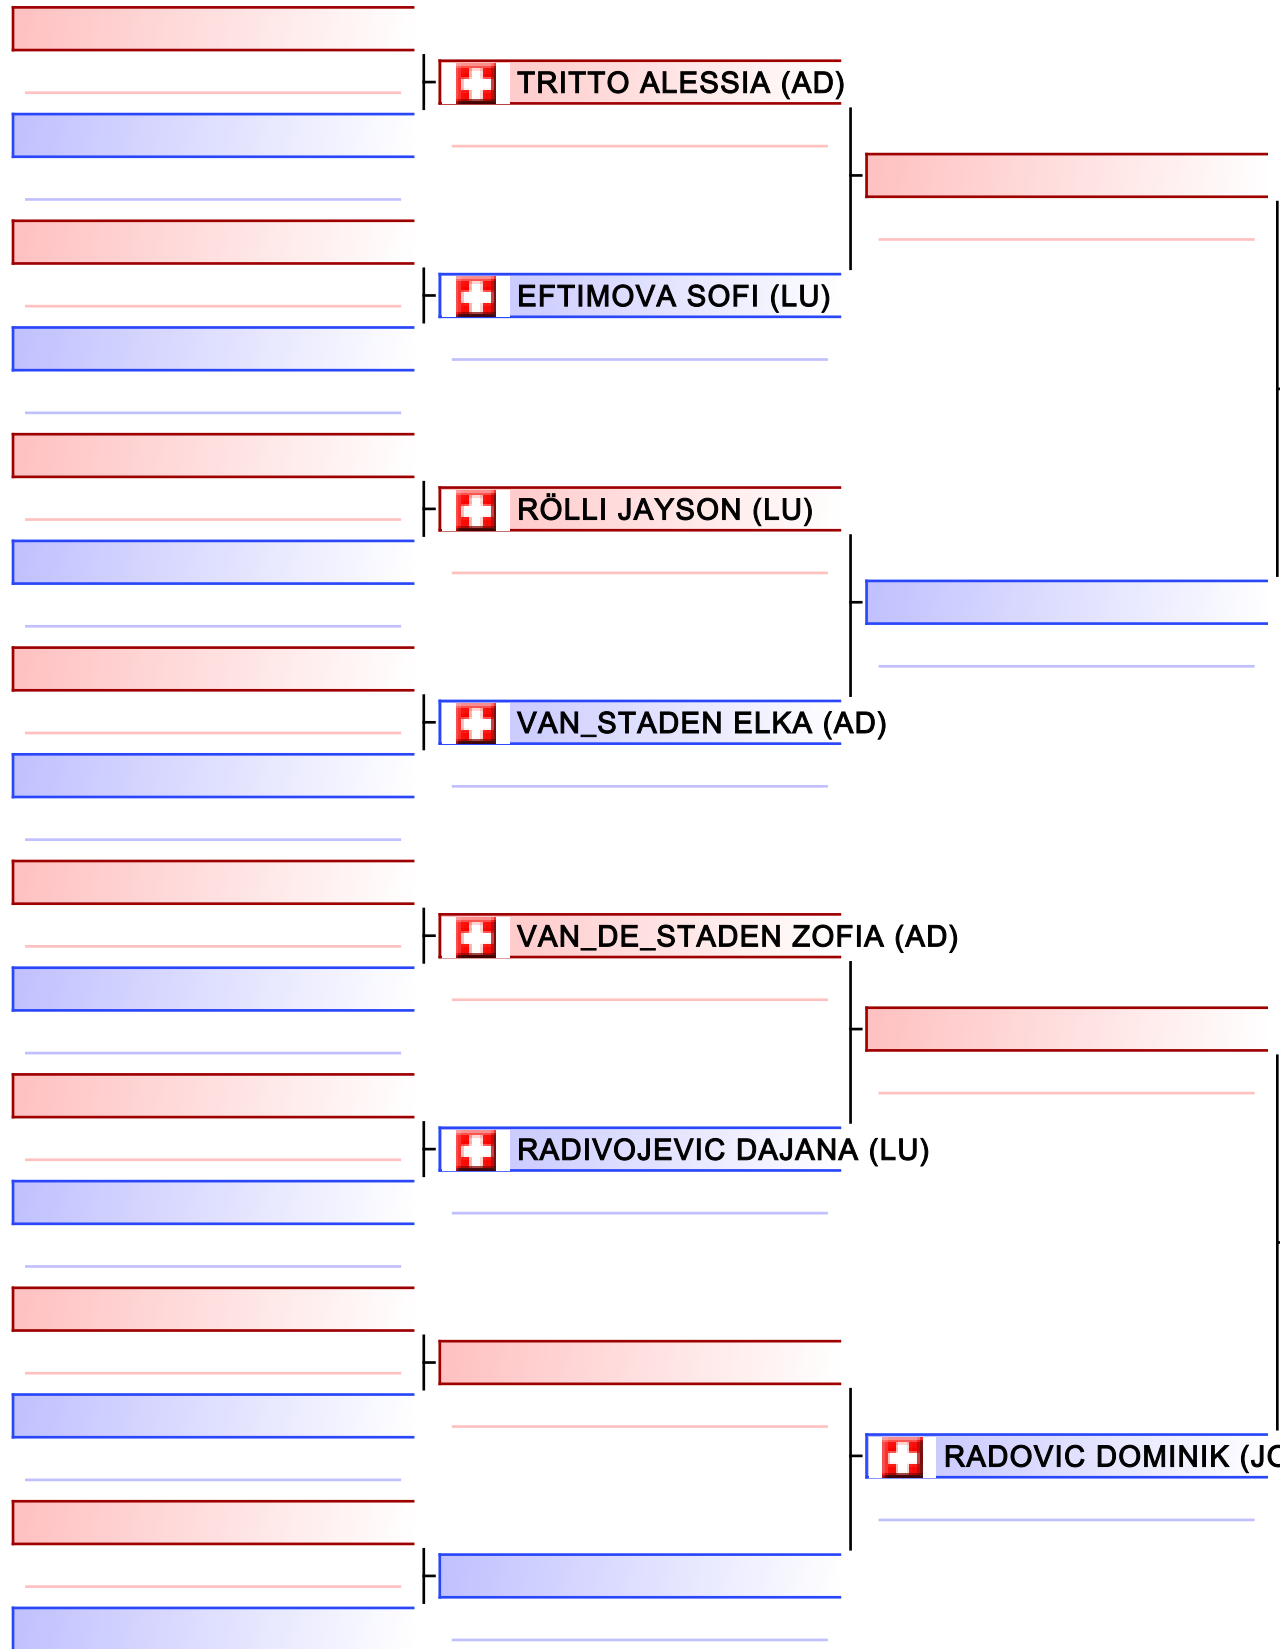 TRITTO ALESSIA (AD)
EFTIMOVA SOFI (LU)
RÖLLI JAYSON (LU)
VAN_STADEN ELKA (AD)
VAN_DE_STADEN ZOFIA (AD)
RADIVOJEVIC DAJANA (LU)
RADOVIC DOMINIK